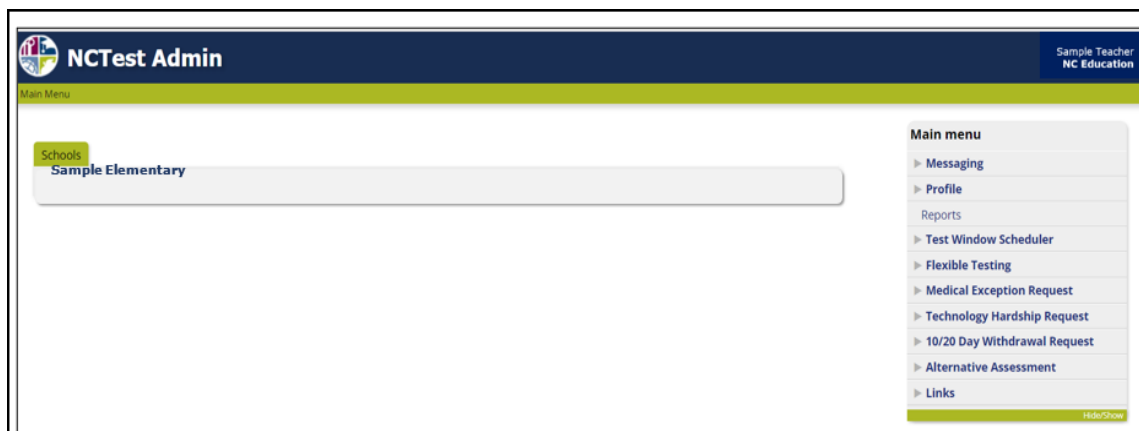 NCTest Admin
Sample Teacher
NC Education
Main Menu
Schools
Sample Elementary
Main menu
Messaging
Profile
Reports
Test Window Scheduler
Flexible Testing
Medical Exception Request
Technology Hardship Request
10/20 Day Withdrawal Request
Alternative Assessment
Links
Hide/Show